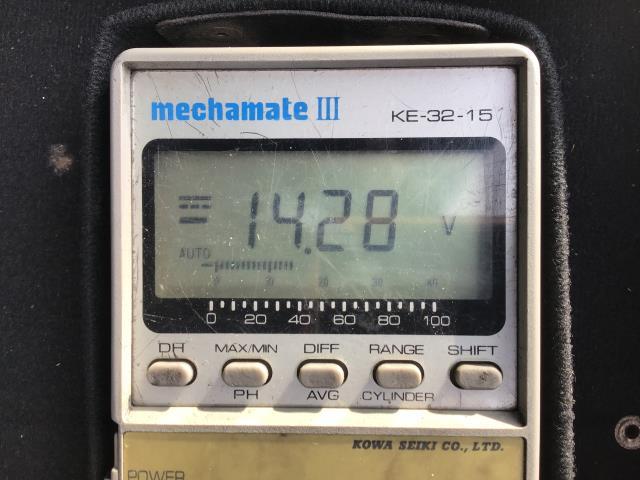 mechamate III
KE-32-15
14.28 V
AUTO
0 20 40 60 80 100
DH MAX/MIN DIFF RANGE SHIFT
PH AVG CYLINDER
KOWA SEIKI CO., LTD.
POWER